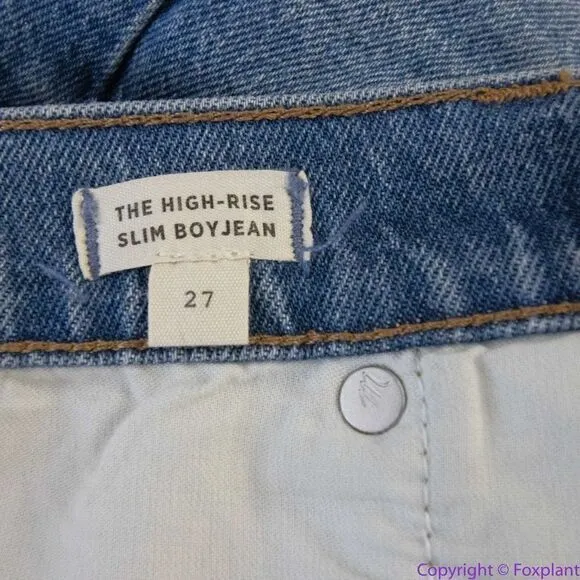 THE HIGH-RISE
SLIM BOYJEAN
27
Copyright © Foxplant